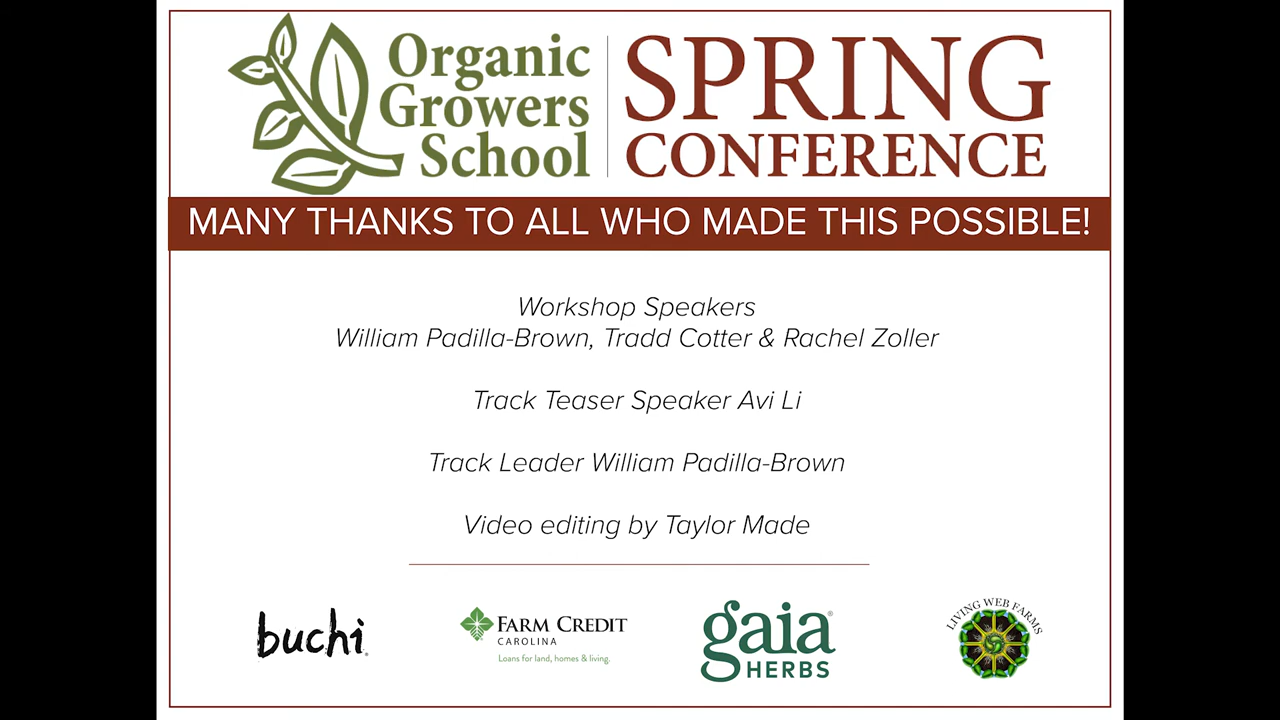 Organic
Growers
School
SPRING
CONFERENCE
MANY THANKS TO ALL WHO MADE THIS POSSIBLE!
Workshop Speakers
William Padilla-Brown, Tradd Cotter & Rachel Zoller
Track Teaser Speaker Avi Li
Track Leader William Padilla-Brown
Video editing by Taylor Made
buchi®
FARM CREDIT
CAROLINA
Loans for land, homes & living.
gaia®
HERBS
LIVING WEB FARMS